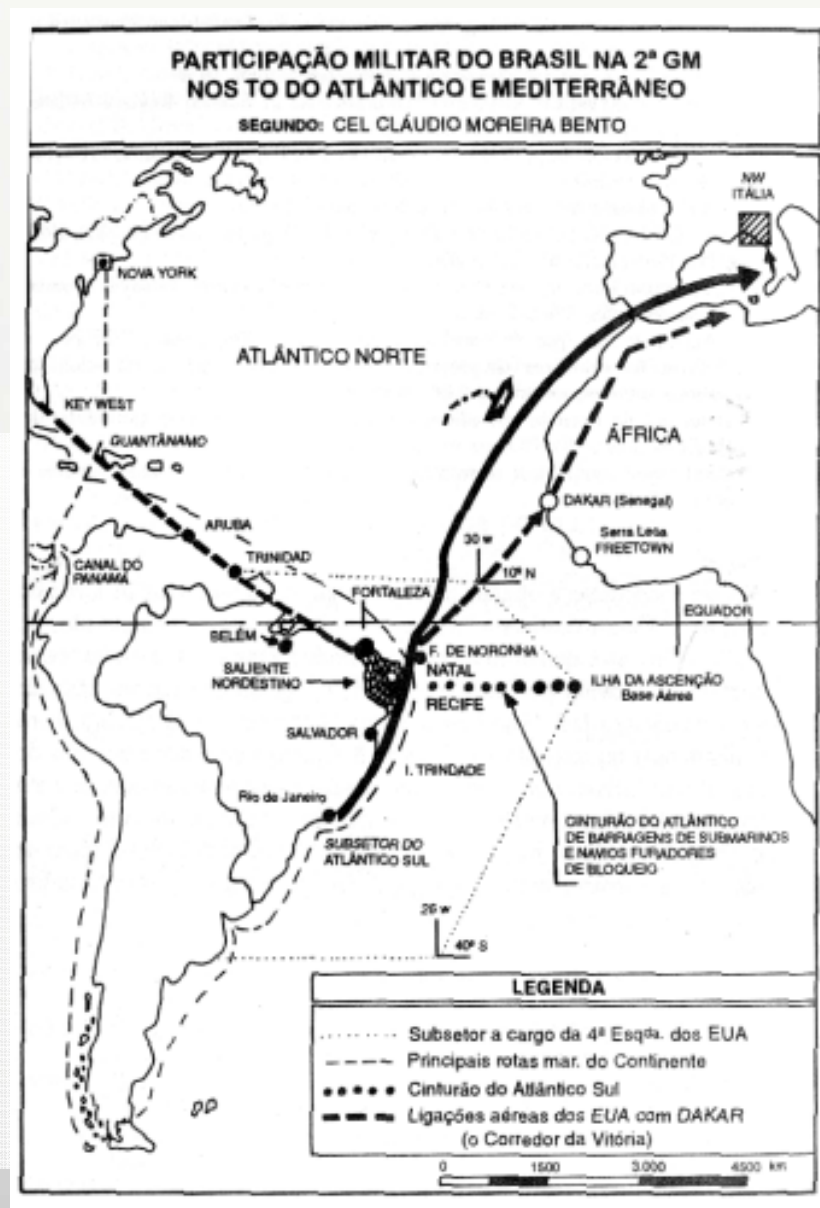 PARTICIPAÇÃO MILITAR DO BRASIL NA 2ª GM
NOS TO DO ATLÂNTICO E MEDITERRÂNEO
SEGUNDO: CEL CLÁUDIO MOREIRA BENTO
NW
ITÁLIA
NOVA YORK
ATLÂNTICO NORTE
KEY WEST
GUANTÂNAMO
ÁFRICA
DAKAR (Senegal)
Serra Leoa
FREETOWN
ARUBA
TRINIDAD
30 w
10º N
CANAL DO
PANAMÁ
FORTALEZA
EQUADOR
BELÉM
F. DE NORONHA
NATAL
SALIENTE
NORDESTINO
RECIFE
ILHA DA ASCENÇÃO
Base Aérea
SALVADOR
I. TRINDADE
Rio de Janeiro
SUBSETOR DO
ATLÂNTICO SUL
CINTURÃO DO ATLÂNTICO
DE BARRAGENS DE SUBMARINOS
E NAVIOS FURADORES
DE BLOQUEIO
26 w
40º S
LEGENDA
Subsetor a cargo da 4ª Esqda. dos EUA
Principais rotas mar. do Continente
Cinturão do Atlântico Sul
Ligações aéreas dos EUA com DAKAR
(o Corredor da Vitória)
0 1500 3.000 4500 km